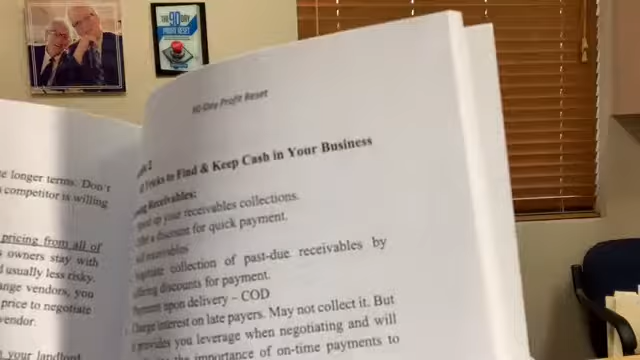 THE
90 DAY
PROFIT RESET
e longer terms. Don't
competitor is willing
pricing from all of
s owners stay with
d usually less risky.
ange vendors, you
price to negotiate
vendor.
your landlord
90-Day Profit Reset
2
Tricks to Find & Keep Cash in Your Business
Receivables:
up your receivables collections.
a discount for quick payment.
receivables
negotiate collection of past-due receivables by
offering discounts for payment.
Payment upon delivery – COD
Charge interest on late payers. May not collect it. But
it provides you leverage when negotiating and will
the importance of on-time payments to